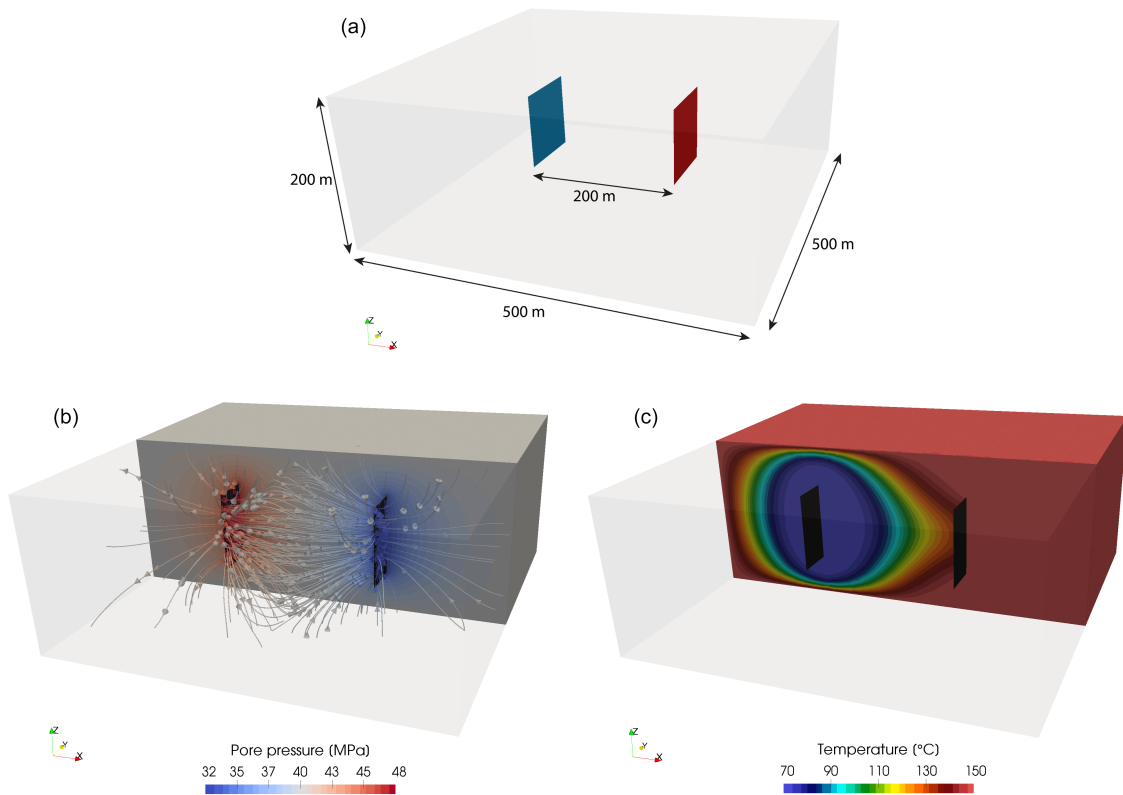 (a)
200 m
200 m
500 m
500 m
Z
Y
X
(b)
(c)
Z
Y
X
Pore pressure [MPa]
32 35 37 40 43 45 48
Z
Y
X
Temperature [°C]
70 90 110 130 150